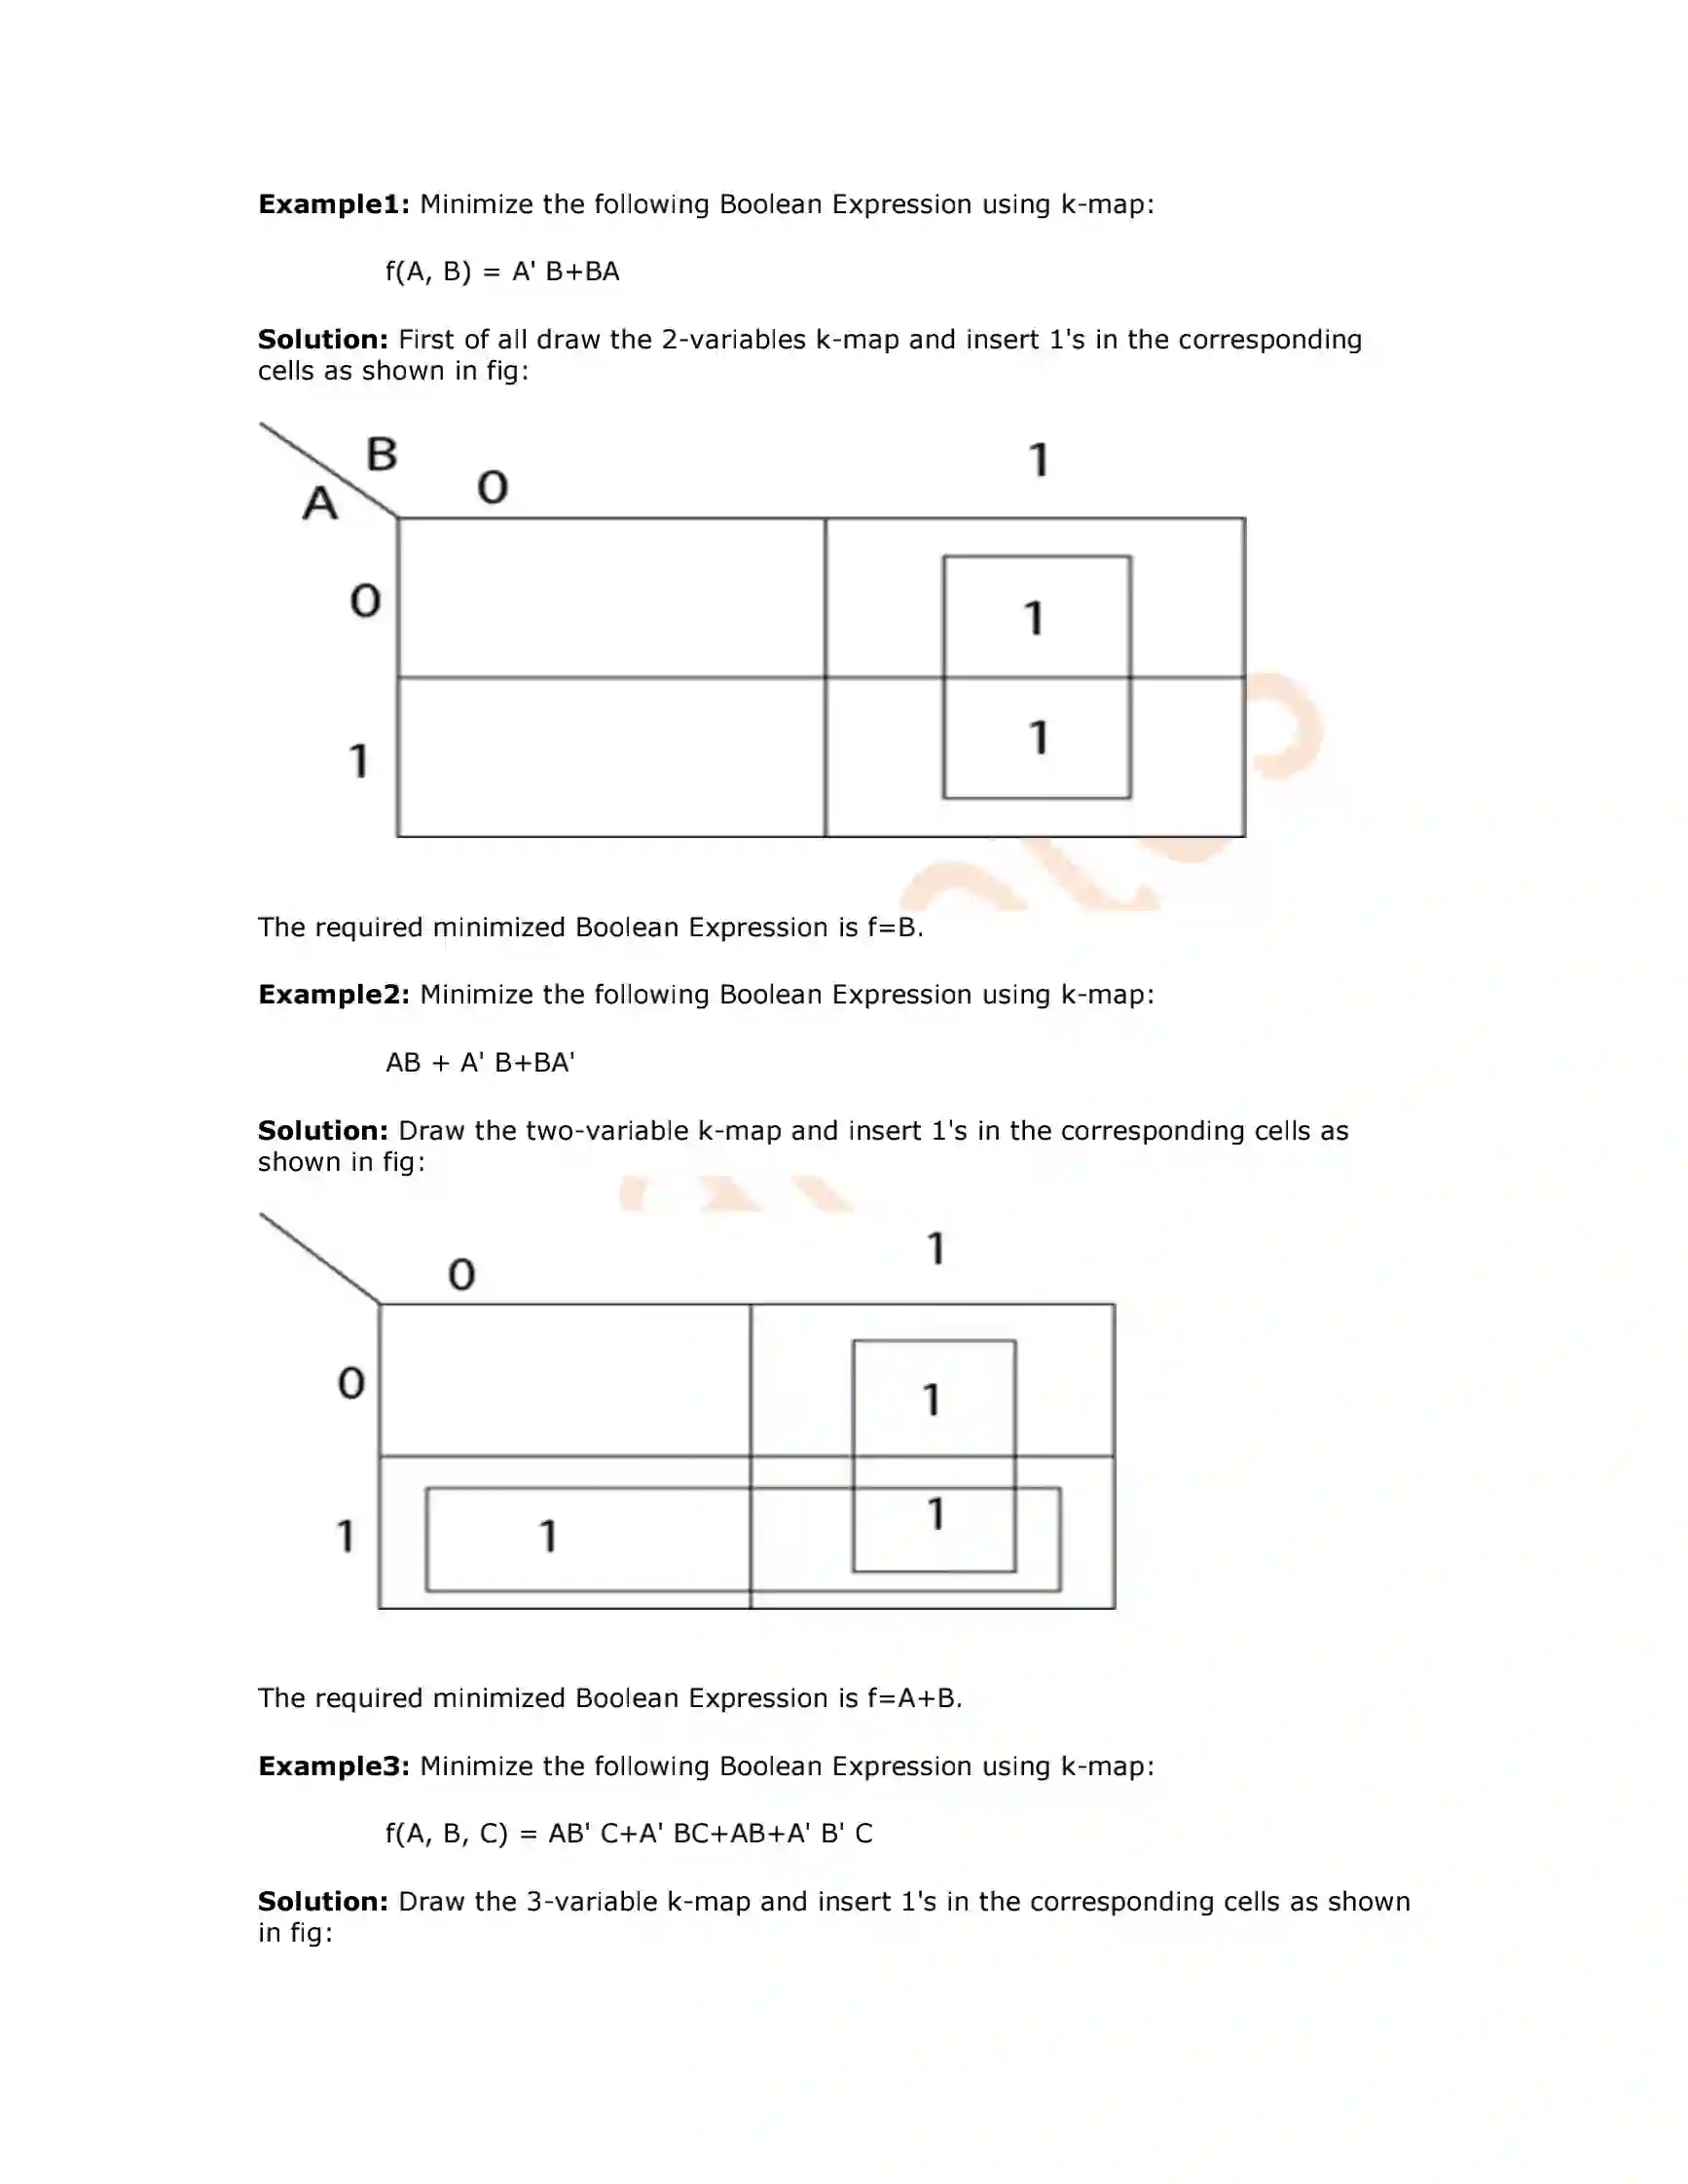 Example1: Minimize the following Boolean Expression using k-map:
f(A, B) = A' B+BA
Solution: First of all draw the 2-variables k-map and insert 1's in the corresponding
cells as shown in fig:
B
A
0
1
0
1
1
1
The required minimized Boolean Expression is f=B.
Example2: Minimize the following Boolean Expression using k-map:
AB + A' B+BA'
Solution: Draw the two-variable k-map and insert 1's in the corresponding cells as
shown in fig:
0
1
0
1
1
1
1
The required minimized Boolean Expression is f=A+B.
Example3: Minimize the following Boolean Expression using k-map:
f(A, B, C) = AB' C+A' BC+AB+A' B' C
Solution: Draw the 3-variable k-map and insert 1's in the corresponding cells as shown
in fig: